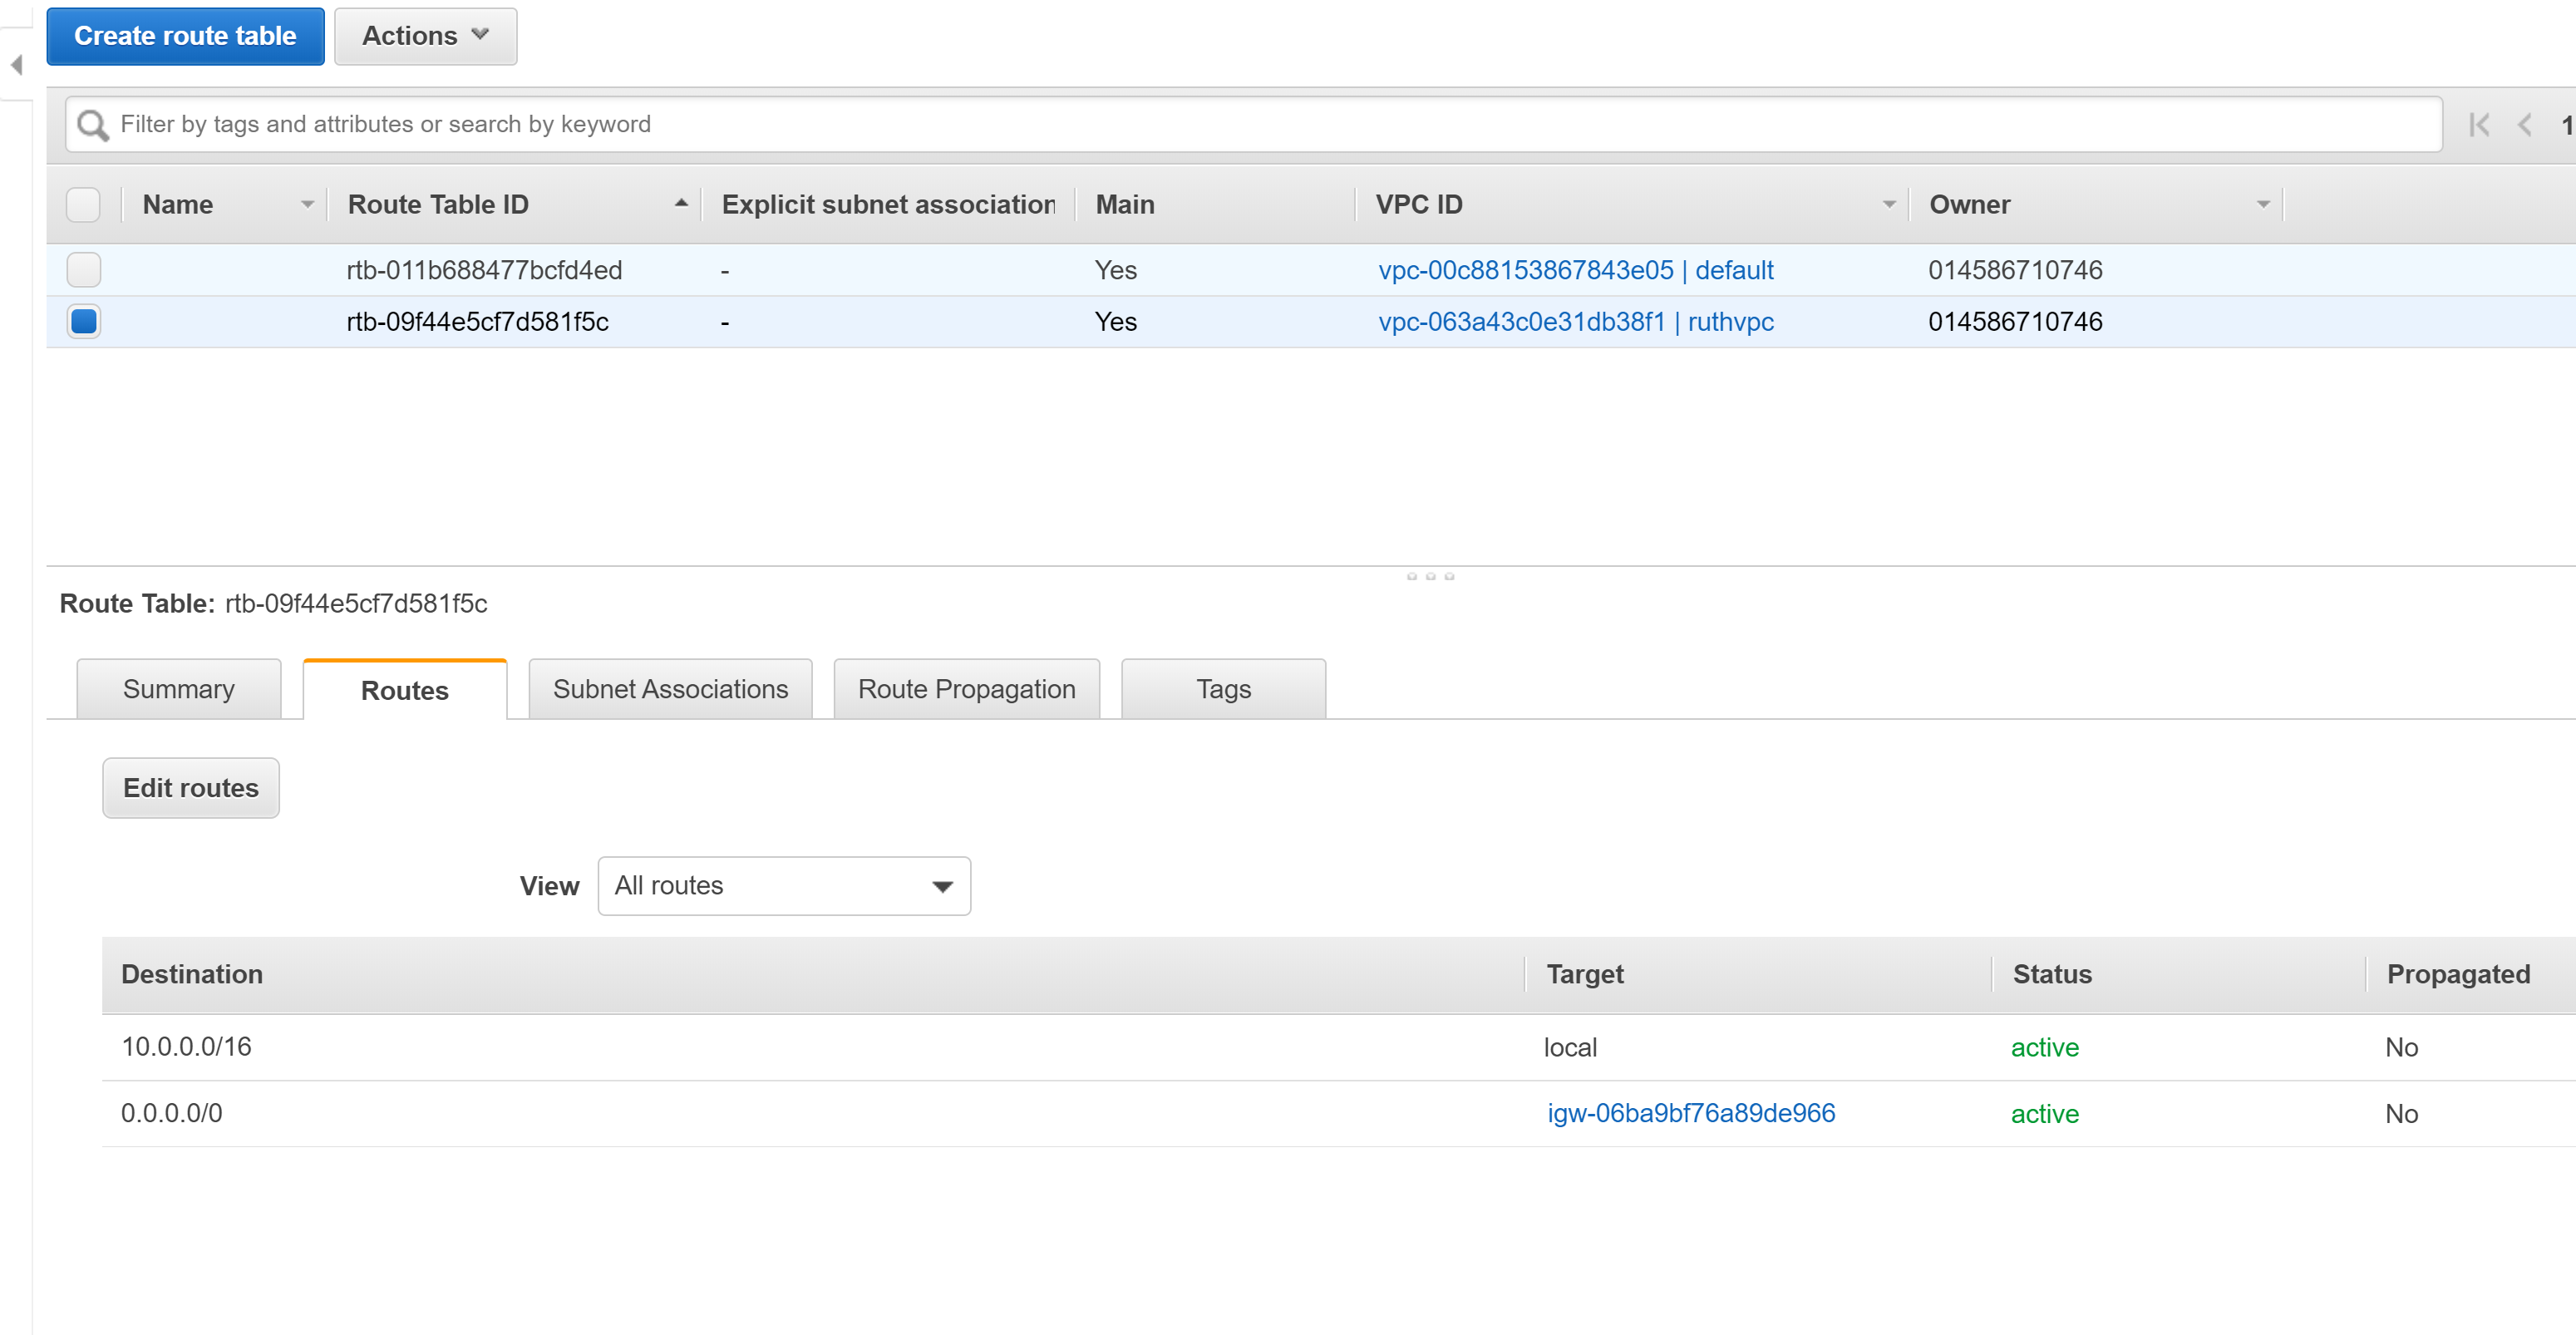 Create route table Actions
Filter by tags and attributes or search by keyword 1
Name Route Table ID Explicit subnet association Main VPC ID Owner
rtb-011b688477bcfd4ed - Yes vpc-00c88153867843e05 | default 014586710746
rtb-09f44e5cf7d581f5c - Yes vpc-063a43c0e31db38f1 | ruthvpc 014586710746
Route Table: rtb-09f44e5cf7d581f5c
Summary Routes Subnet Associations Route Propagation Tags
Edit routes
View All routes
Destination Target Status Propagated
10.0.0.0/16 local active No
0.0.0.0/0 igw-06ba9bf76a89de966 active No